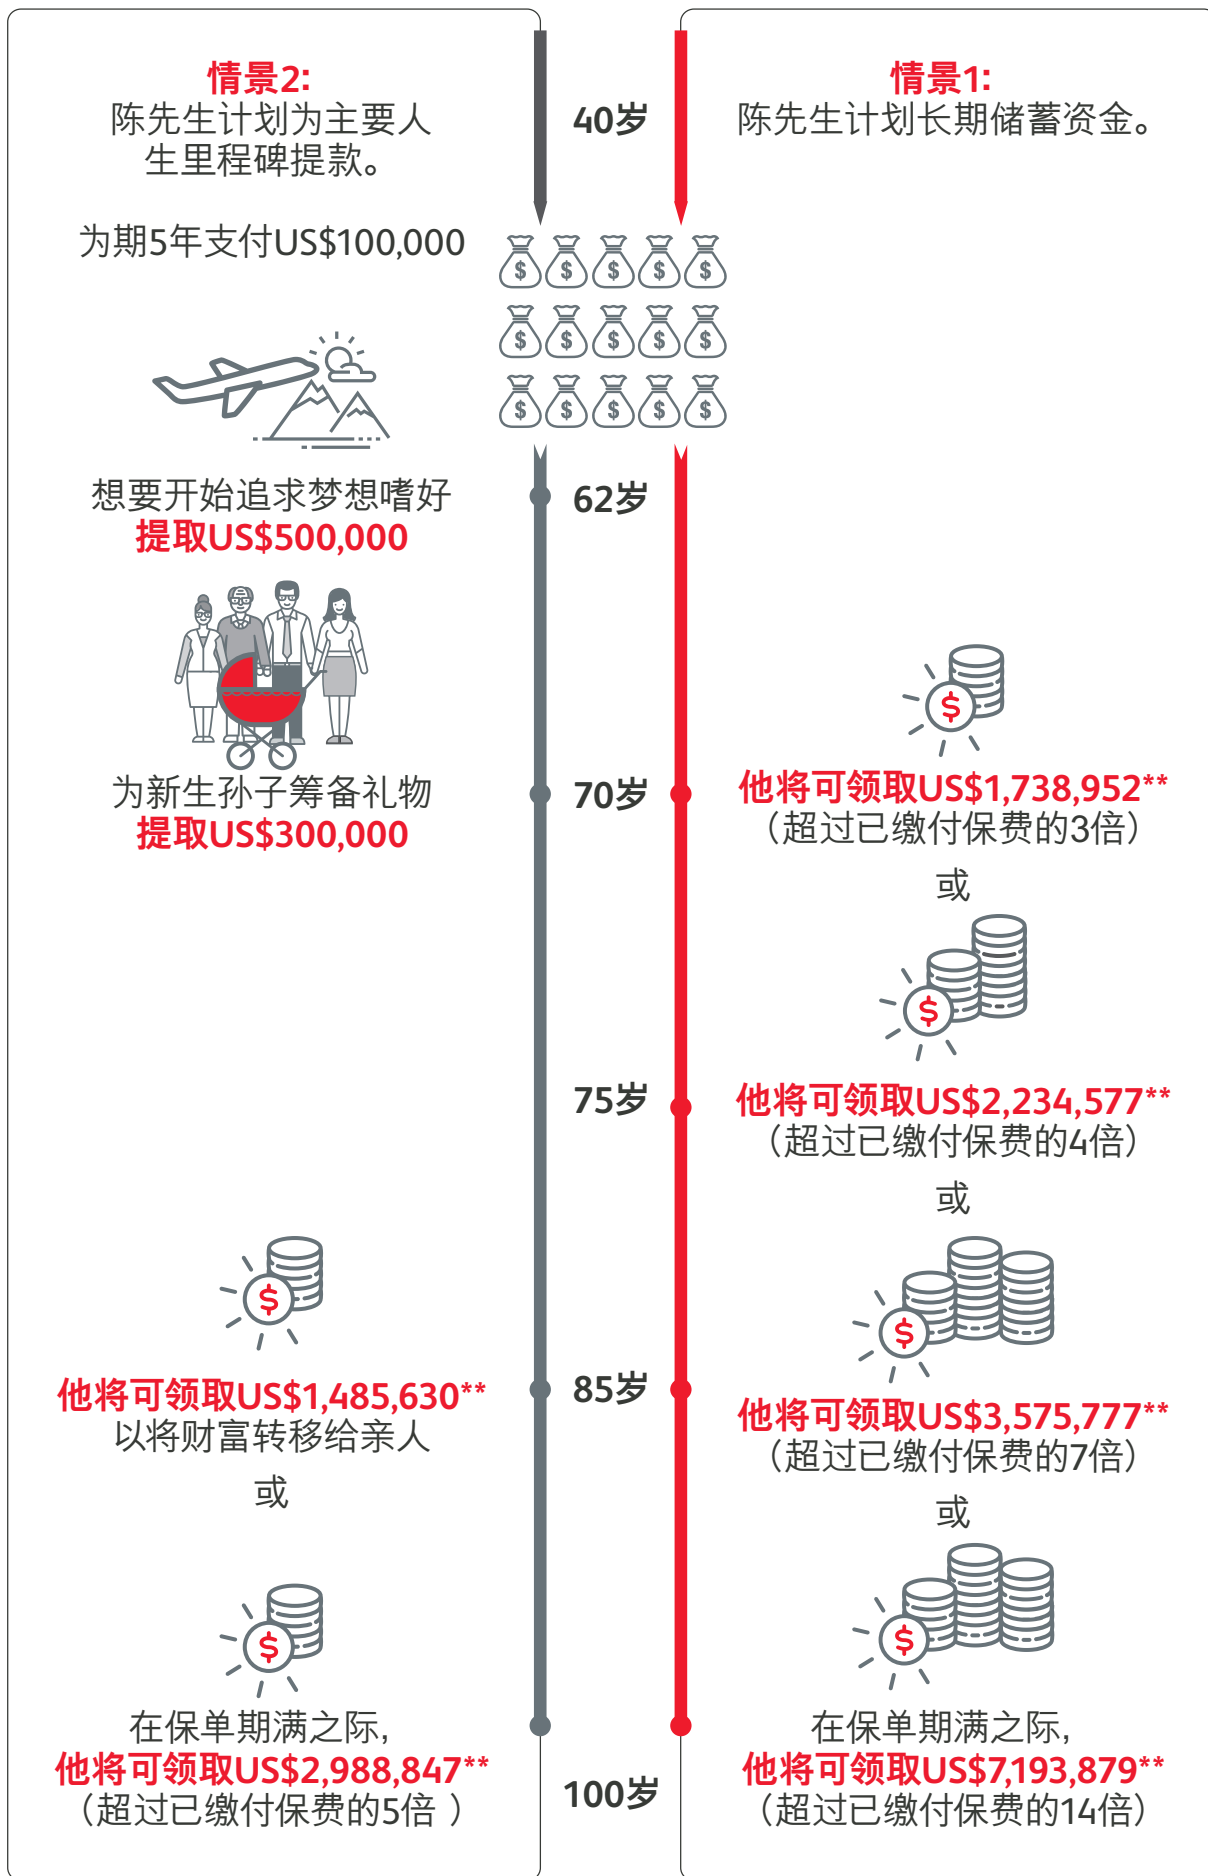 情景2:
陈先生计划为主要人
生里程碑提款。
为期5年支付US$100,000
想要开始追求梦想嗜好
提取US$500,000
为新生孙子筹备礼物
提取US$300,000
他将可领取US$1,485,630**
以将财富转移给亲人
或
在保单期满之际，
他将可领取US$2,988,847**
（超过已缴付保费的5倍 ）
40岁
$ $ $ $ $
$ $ $ $ $
$ $ $ $ $
62岁
70岁
75岁
85岁
100岁
情景1:
陈先生计划长期储蓄资金。
$
他将可领取US$1,738,952**
（超过已缴付保费的3倍）
或
$
他将可领取US$2,234,577**
（超过已缴付保费的4倍）
或
$
他将可领取US$3,575,777**
（超过已缴付保费的7倍）
或
$
在保单期满之际，
他将可领取US$7,193,879**
（超过已缴付保费的14倍）
$
$